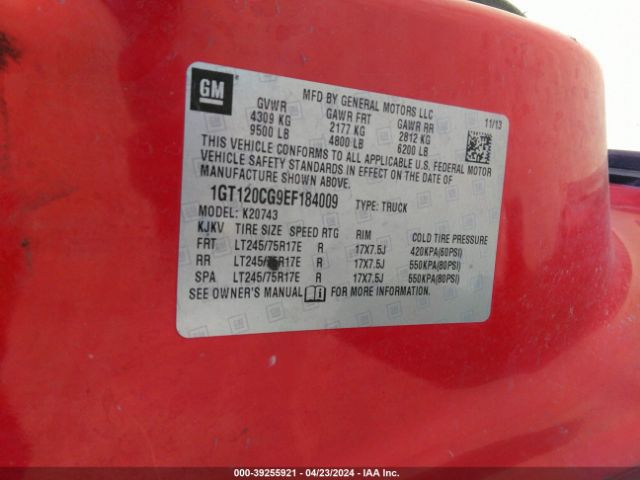 GM
MFD BY GENERAL MOTORS LLC
GVWR GAWR FRT GAWR RR 11/13
4309 KG 2177 KG 2812 KG
9500 LB 4800 LB 6200 LB
THIS VEHICLE CONFORMS TO ALL APPLICABLE U.S. FEDERAL MOTOR
VEHICLE SAFETY STANDARDS IN EFFECT ON THE DATE OF
MANUFACTURE SHOWN ABOVE.
1GT120CG9EF184009 TYPE: TRUCK
MODEL: K20743
KJKV TIRE SIZE SPEED RTG RIM COLD TIRE PRESSURE
FRT LT245/75R17E R 17X7.5J 420KPA(60PSI)
RR LT245/75R17E R 17X7.5J 550KPA(80PSI)
SPA LT245/75R17E R 17X7.5J 550KPA(80PSI)
SEE OWNER'S MANUAL FOR MORE INFORMATION.
000-39255921 - 04/23/2024 - IAA Inc.